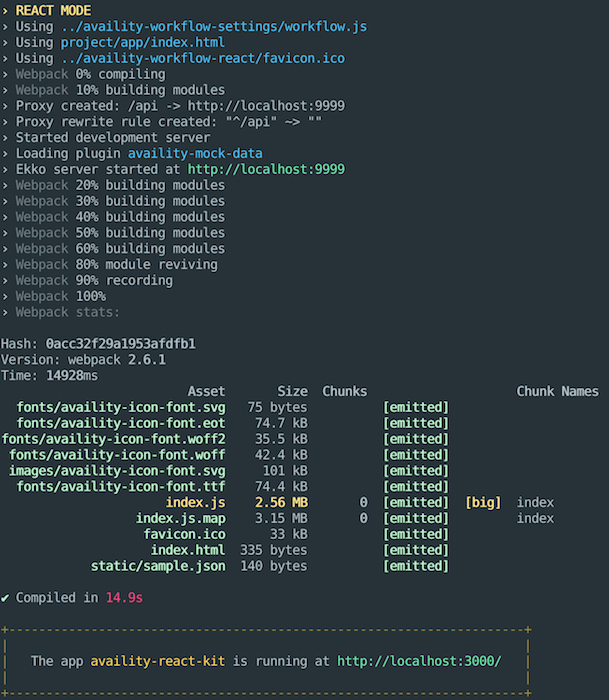 › REACT MODE
› Using ../availity-workflow-settings/workflow.js
› Using project/app/index.html
› Using ../availity-workflow-react/favicon.ico
› Webpack 0% compiling
› Webpack 10% building modules
› Proxy created: /api -> http://localhost:9999
› Proxy rewrite rule created: "^/api" ~> ""
› Started development server
› Loading plugin availity-mock-data
› Ekko server started at http://localhost:9999
› Webpack 20% building modules
› Webpack 30% building modules
› Webpack 40% building modules
› Webpack 50% building modules
› Webpack 60% building modules
› Webpack 80% module reviving
› Webpack 90% recording
› Webpack 100%
› Webpack stats:
Hash: 0acc32f29a1953afdfb1
Version: webpack 2.6.1
Time: 14928ms
Asset Size Chunks Chunk Names
fonts/availity-icon-font.svg 75 bytes [emitted]
fonts/availity-icon-font.eot 74.7 kB [emitted]
fonts/availity-icon-font.woff2 35.5 kB [emitted]
fonts/availity-icon-font.woff 42.4 kB [emitted]
images/availity-icon-font.svg 101 kB [emitted]
fonts/availity-icon-font.ttf 74.4 kB [emitted]
index.js 2.56 MB 0 [emitted] [big] index
index.js.map 3.15 MB 0 [emitted] index
favicon.ico 33 kB [emitted]
index.html 335 bytes [emitted]
static/sample.json 140 bytes [emitted]
✔ Compiled in 14.9s
The app availity-react-kit is running at http://localhost:3000/